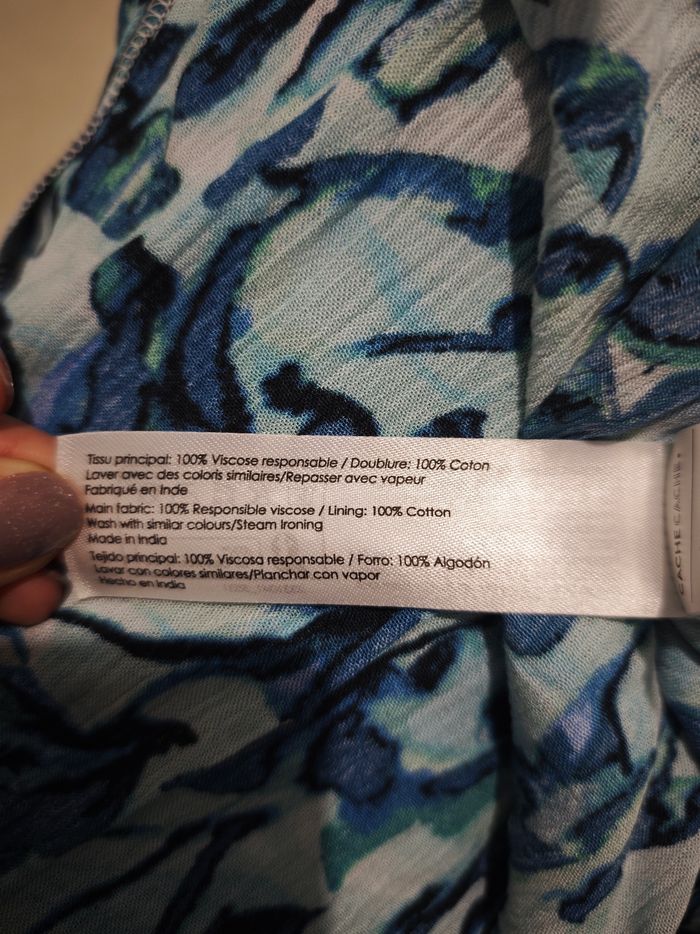 Tissu principal: 100% Viscose responsable / Doublure: 100% Coton
Laver avec des coloris similaires/Repasser avec vapeur
Fabriqué en Inde
Main fabric: 100% Responsible viscose / Lining: 100% Cotton
Wash with similar colours/Steam Ironing
Made in India
Tejido principal: 100% Viscosa responsable / Forro: 100% Algodón
Lavar con colores similares/Planchar con vapor
Hecho en India
CACHE CACHE